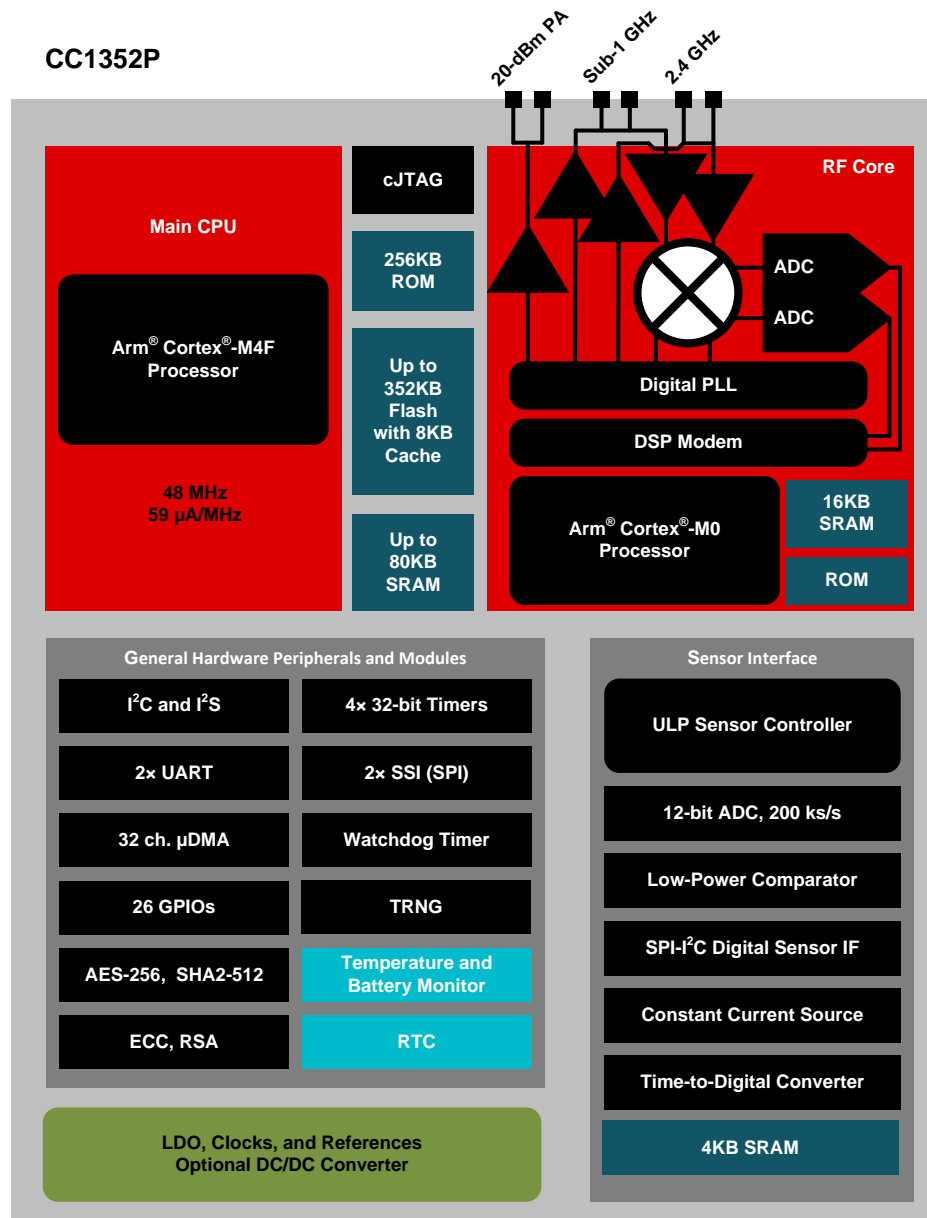 CC1352P
20-dBm PA
Sub-1 GHz
2.4 GHz
Main CPU
Arm® Cortex®-M4F
Processor
48 MHz
59 µA/MHz
cJTAG
256KB
ROM
Up to
352KB
Flash
with 8KB
Cache
Up to
80KB
SRAM
RF Core
ADC
ADC
Digital PLL
DSP Modem
Arm® Cortex®-M0
Processor
16KB
SRAM
ROM
General Hardware Peripherals and Modules
I²C and I²S
4× 32-bit Timers
2× UART
2× SSI (SPI)
32 ch. µDMA
Watchdog Timer
26 GPIOs
TRNG
AES-256, SHA2-512
Temperature and
Battery Monitor
ECC, RSA
RTC
LDO, Clocks, and References
Optional DC/DC Converter
Sensor Interface
ULP Sensor Controller
12-bit ADC, 200 ks/s
Low-Power Comparator
SPI-I²C Digital Sensor IF
Constant Current Source
Time-to-Digital Converter
4KB SRAM